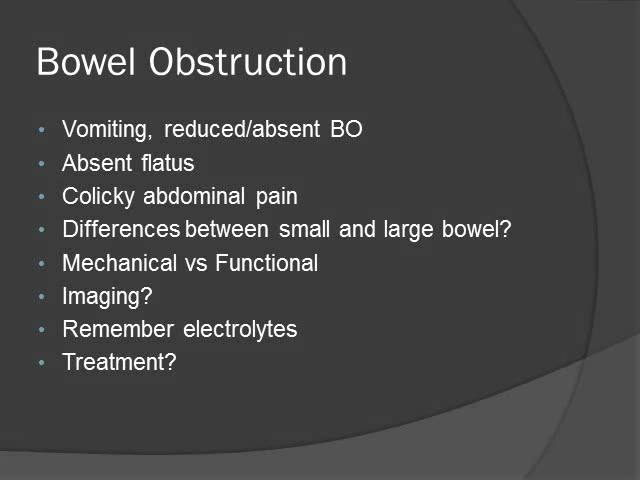 Bowel Obstruction
• Vomiting, reduced/absent BO
• Absent flatus
• Colicky abdominal pain
• Differences between small and large bowel?
• Mechanical vs Functional
• Imaging?
• Remember electrolytes
• Treatment?